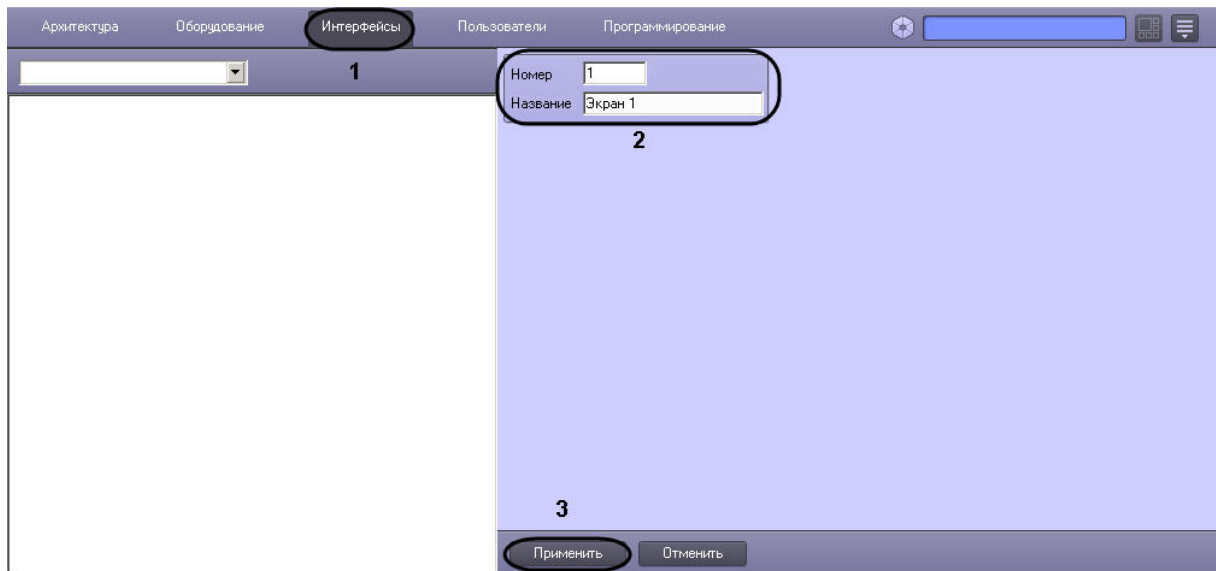 Архитектура Оборудование Интерфейсы Пользователи Программирование
1
Номер 1
Название Экран 1
2
3
Применить Отменить